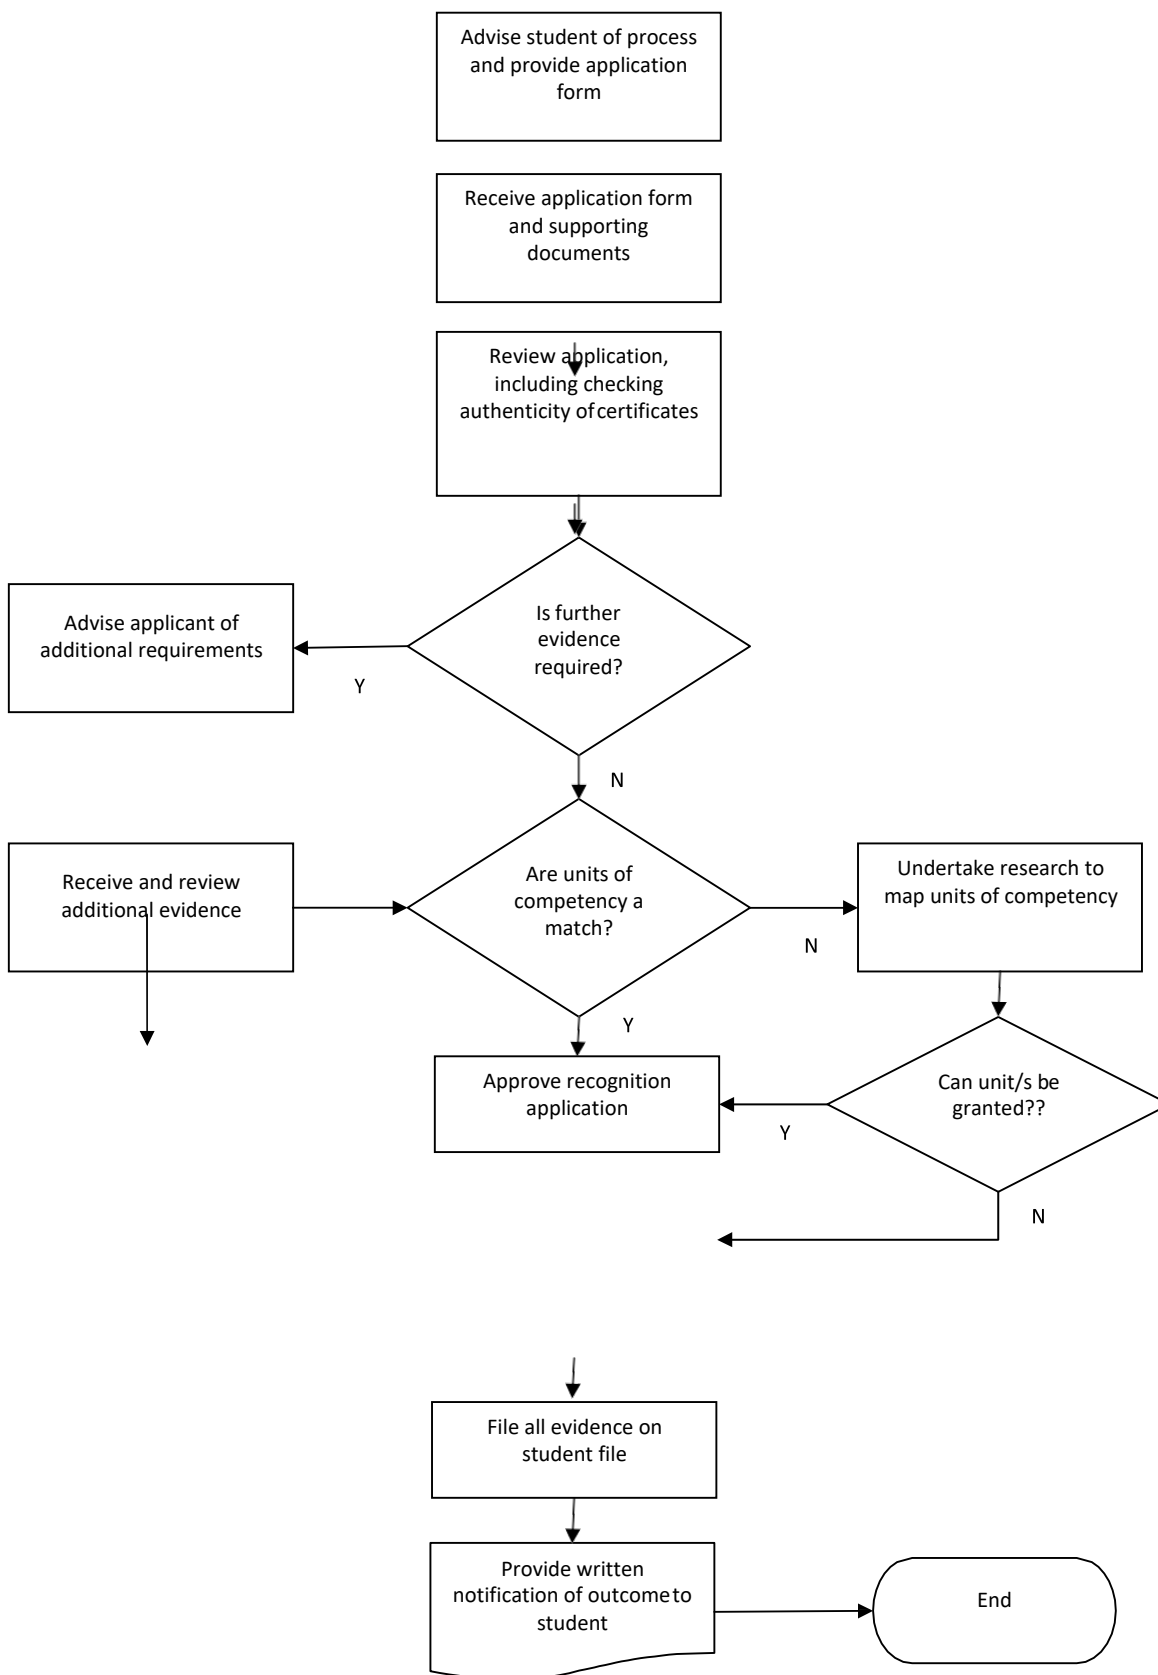 Advise student of process
and provide application
form
Receive application form
and supporting
documents
Review application,
including checking
authenticity of certificates
Is further
evidence
required?
Advise applicant of
additional requirements
Y
N
Receive and review
additional evidence
Are units of
competency a
match?
N
Undertake research to
map units of competency
Y
Approve recognition
application
Y
Can unit/s be
granted??
N
File all evidence on
student file
Provide written
notification of outcome to
student
End